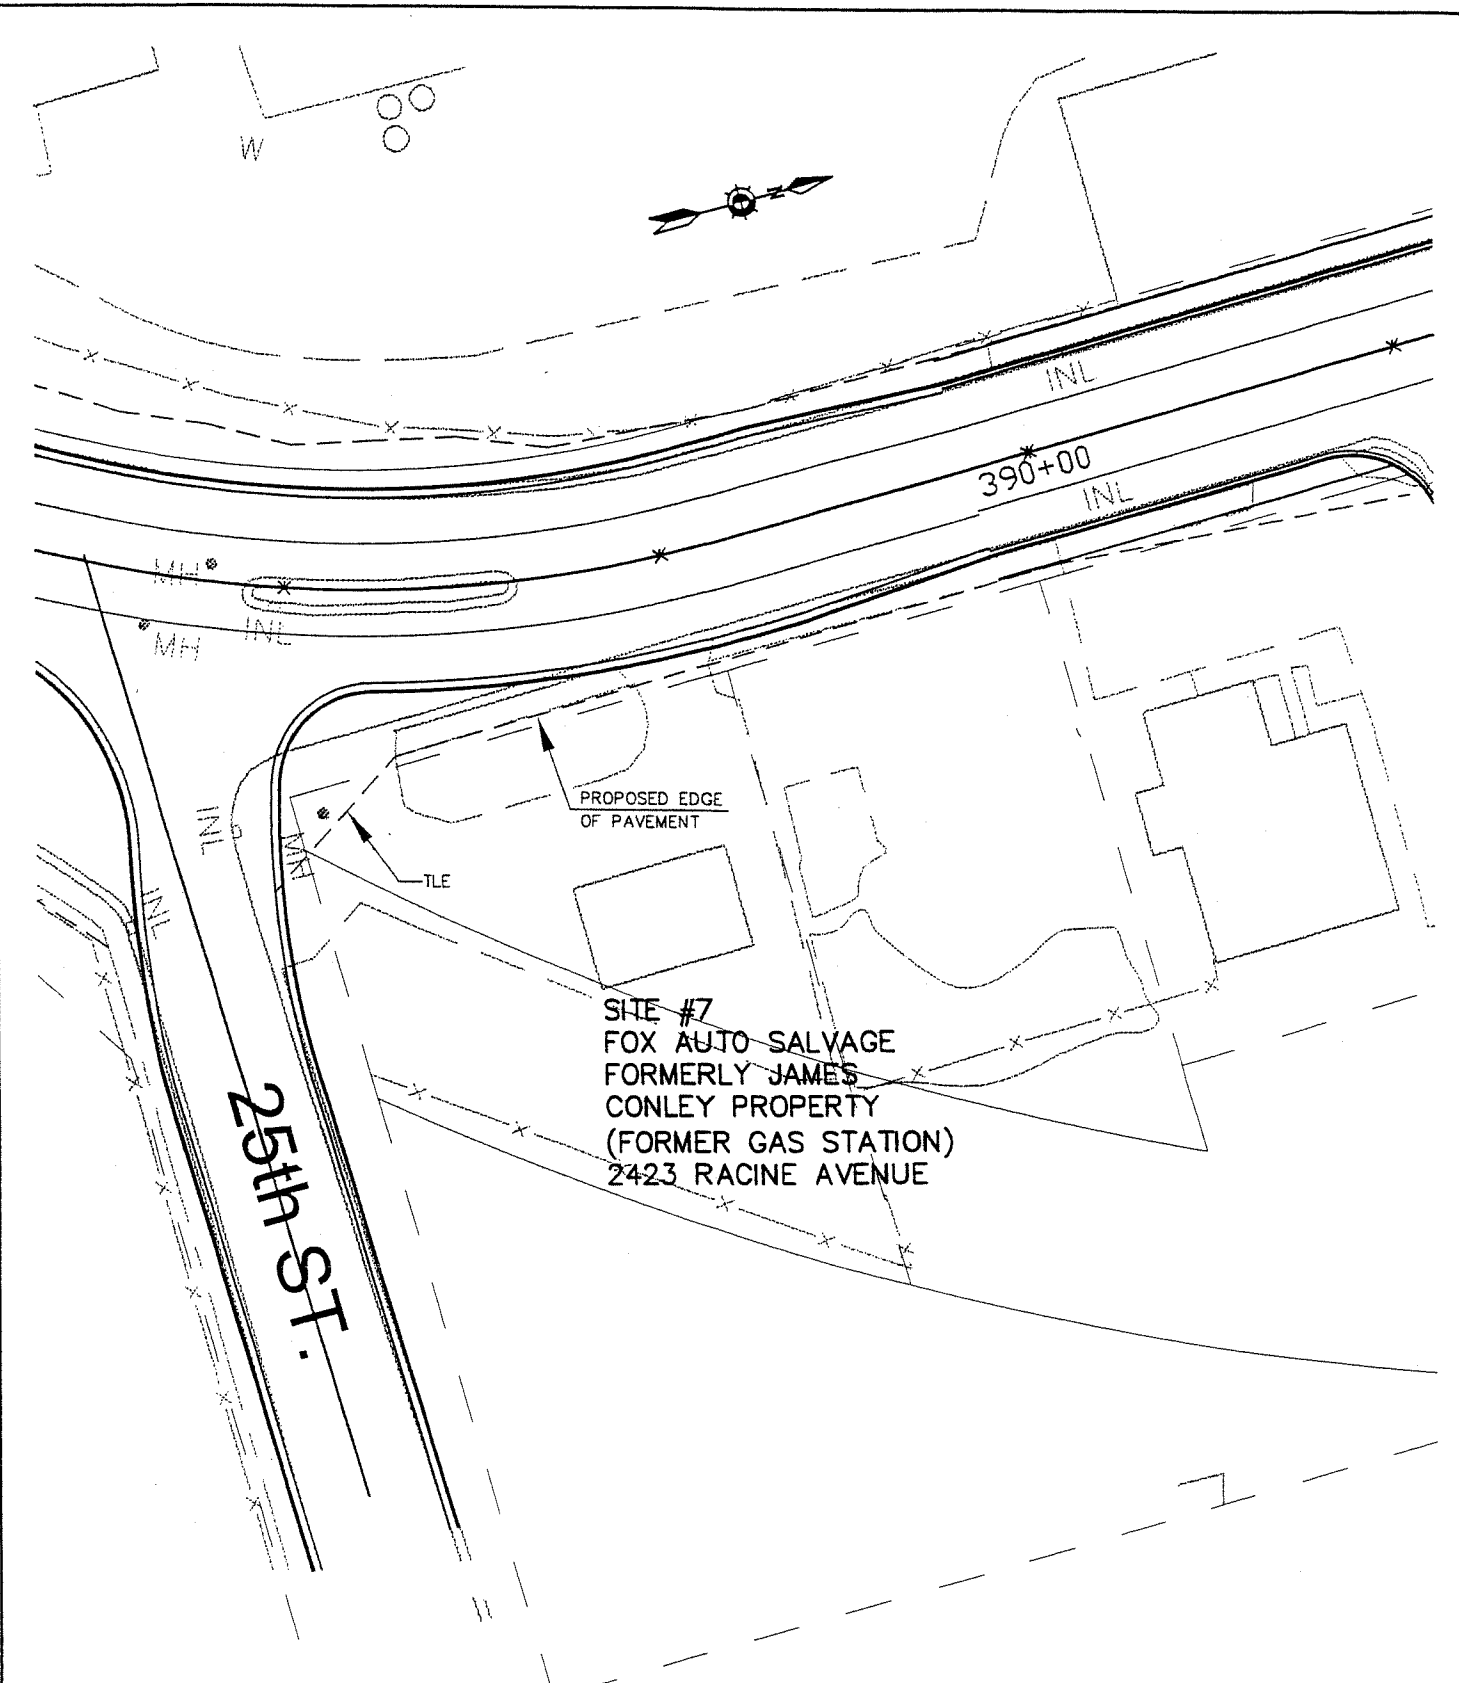 W
N
INL
390+00
INL
MH
MH
INL
PROPOSED EDGE
OF PAVEMENT
INL
MH
TLE
INL
SITE #7
FOX AUTO SALVAGE
FORMERLY JAMES
CONLEY PROPERTY
(FORMER GAS STATION)
2423 RACINE AVENUE
25th ST.